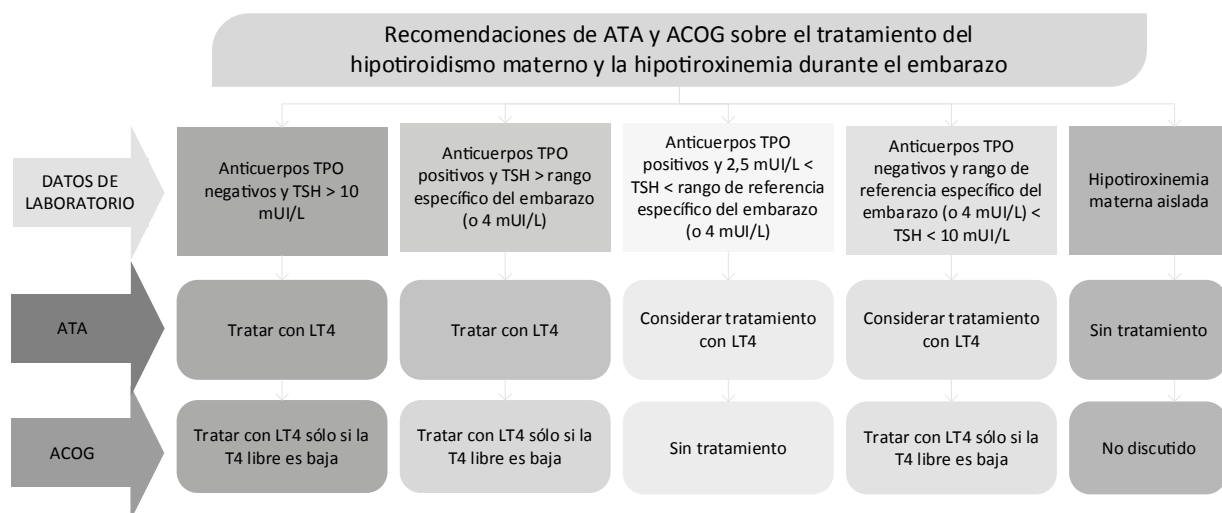 Recomendaciones de ATA y ACOG sobre el tratamiento del
hipotiroidismo materno y la hipotiroxinemia durante el embarazo
DATOS DE
LABORATORIO
Anticuerpos TPO
negativos y TSH > 10
mUI/L
Anticuerpos TPO
positivos y TSH > rango
específico del embarazo
(o 4 mUI/L)
Anticuerpos TPO
positivos y 2,5 mUI/L <
TSH < rango de referencia
específico del embarazo
(o 4 mUI/L)
Anticuerpos TPO
negativos y rango de
referencia específico del
embarazo (o 4 mUI/L) <
TSH < 10 mUI/L
Hipotiroxinemia
materna aislada
ATA
Tratar con LT4
Tratar con LT4
Considerar tratamiento
con LT4
Considerar tratamiento
con LT4
Sin tratamiento
ACOG
Tratar con LT4 sólo si la
T4 libre es baja
Tratar con LT4 sólo si la
T4 libre es baja
Sin tratamiento
Tratar con LT4 sólo si la
T4 libre es baja
No discutido